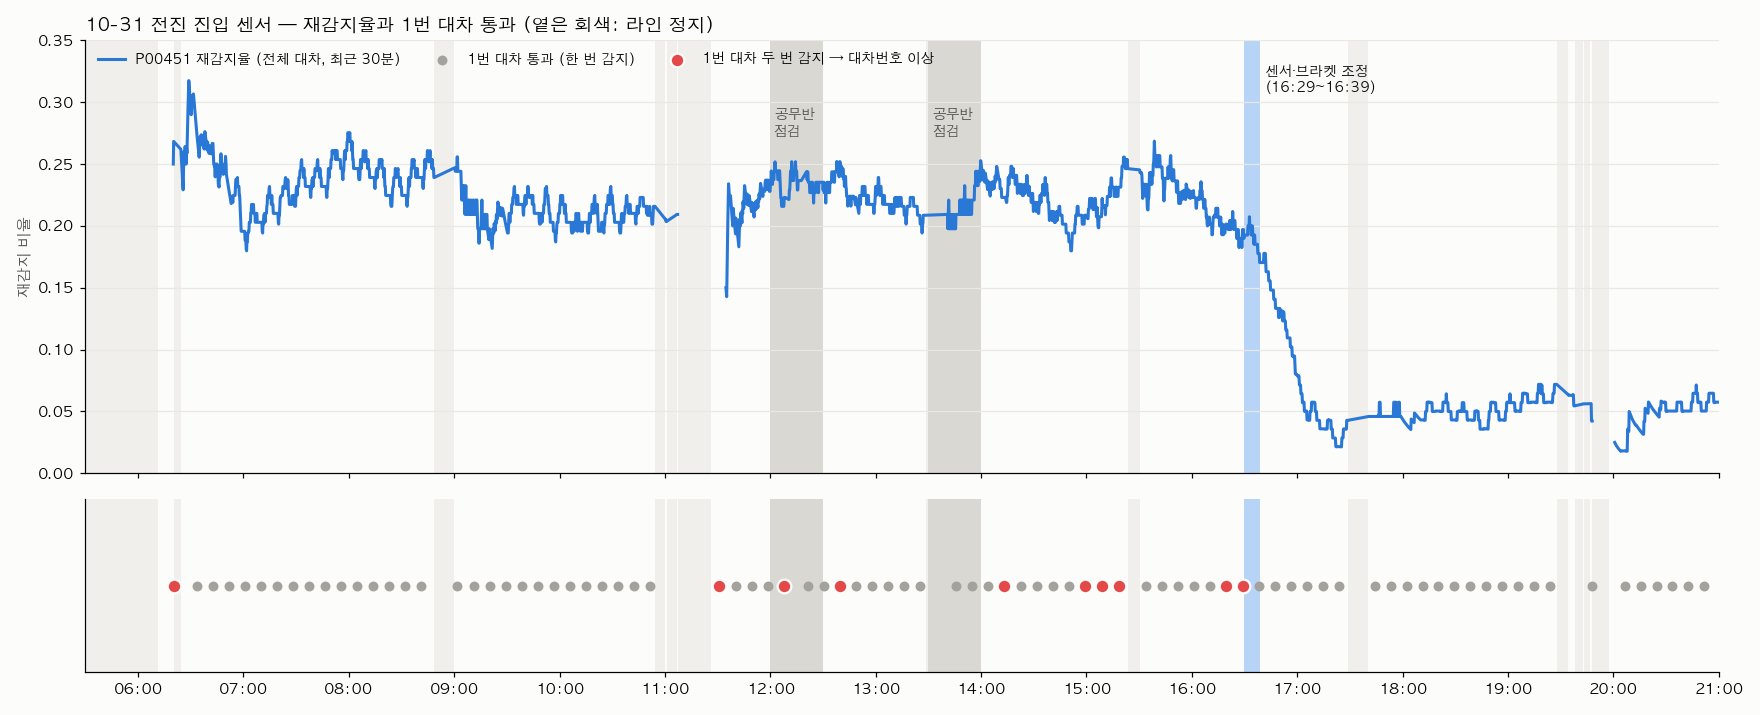 10-31 전진 진입 센서 — 재감지율과 1번 대차 통과 (옅은 회색: 라인 정지)
P00451 재감지율 (전체 대차, 최근 30분)
1번 대차 통과 (한 번 감지)
1번 대차 두 번 감지 → 대차번호 이상
센서·브라켓 조정
(16:29~16:39)
공무반
점검
공무반
점검
재감지 비율
0.35
0.30
0.25
0.20
0.15
0.10
0.05
0.00
06:00
07:00
08:00
09:00
10:00
11:00
12:00
13:00
14:00
15:00
16:00
17:00
18:00
19:00
20:00
21:00